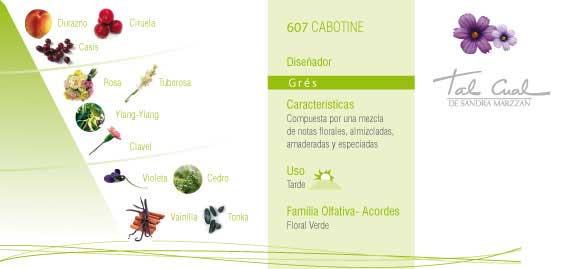 Durazno
Ciruela
Casis
Rosa
Tuberosa
Ylang-Ylang
Clavel
Violeta
Cedro
Vainilla
Tonka
607 CABOTINE
Diseñador
Grés
Características
Compuesta por una mezcla
de notas florales, almizcladas,
amaderadas y especiadas
Uso
Tarde
Familia Olfativa- Acordes
Floral Verde
Tal Cual
DE SANDRA MARZZAN